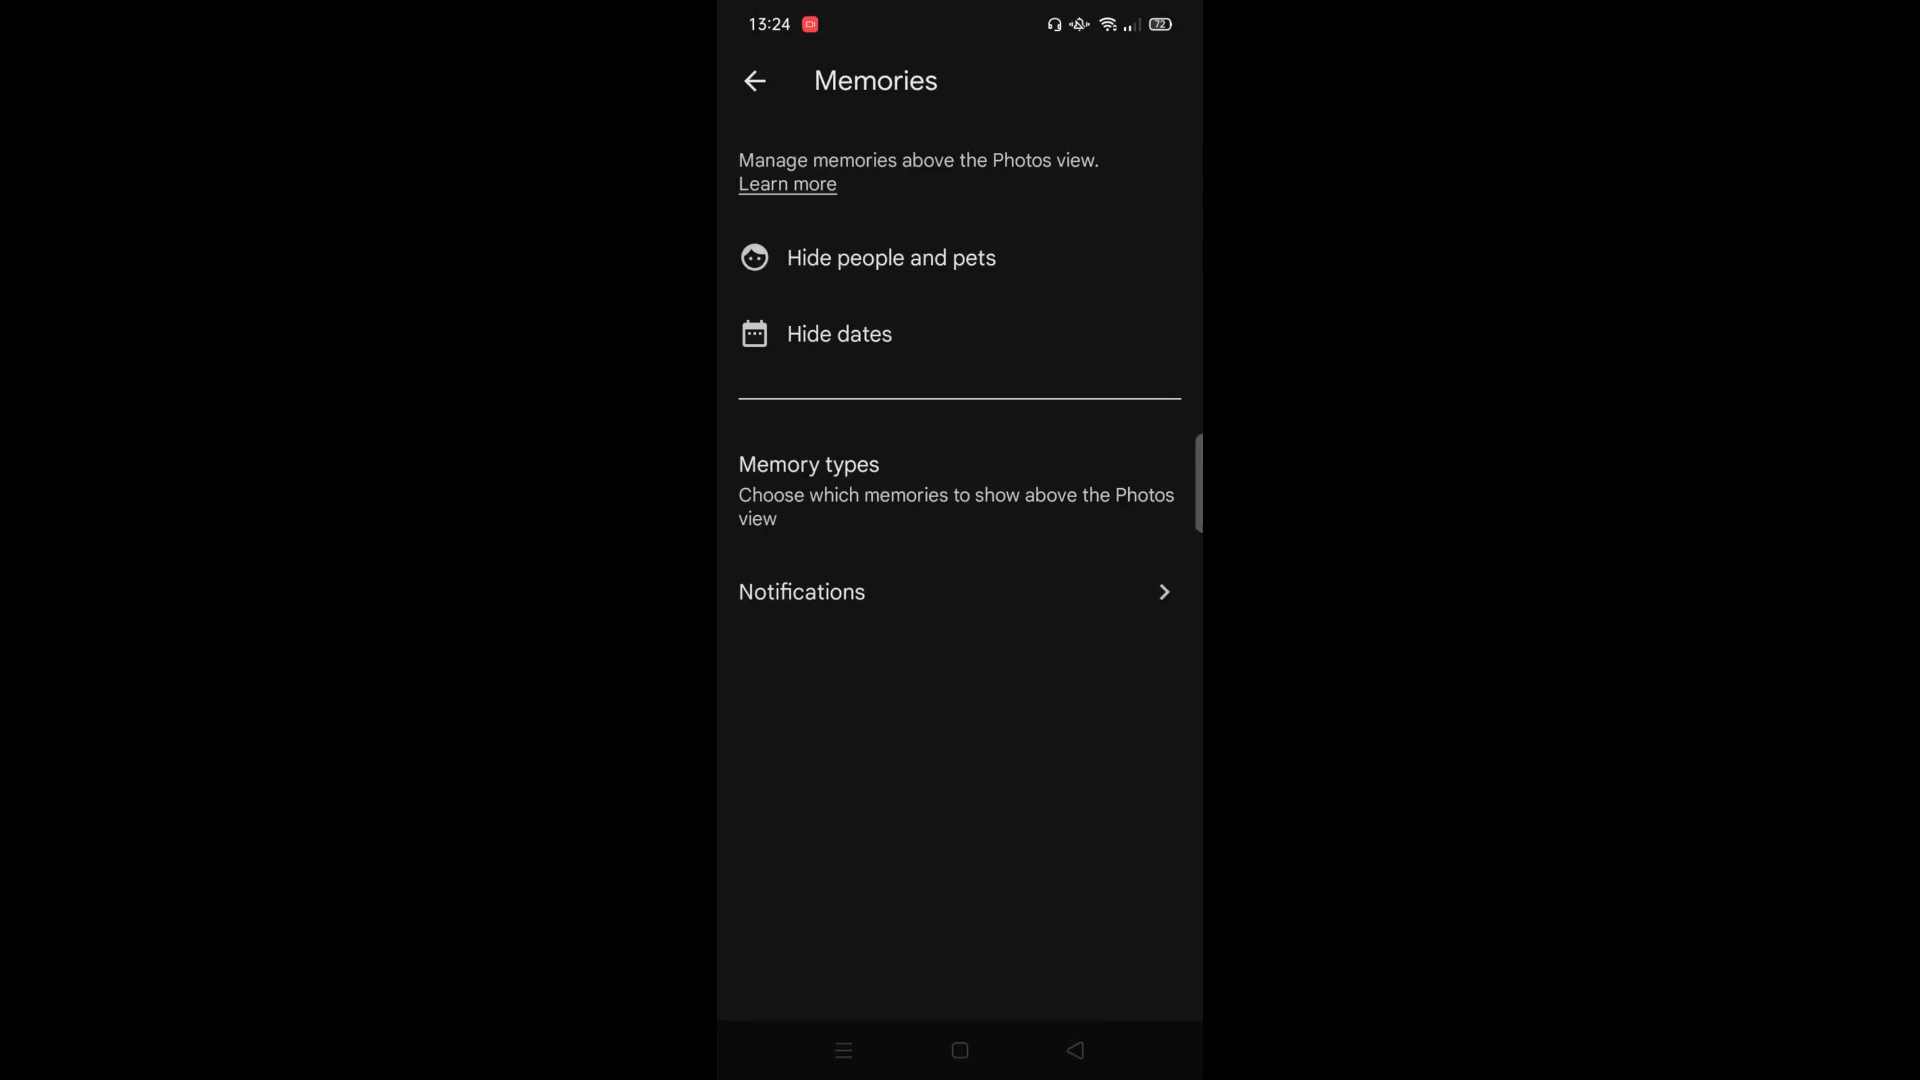 13:24
72
Memories
Manage memories above the Photos view.
Learn more
Hide people and pets
Hide dates
Memory types
Choose which memories to show above the Photos
view
Notifications